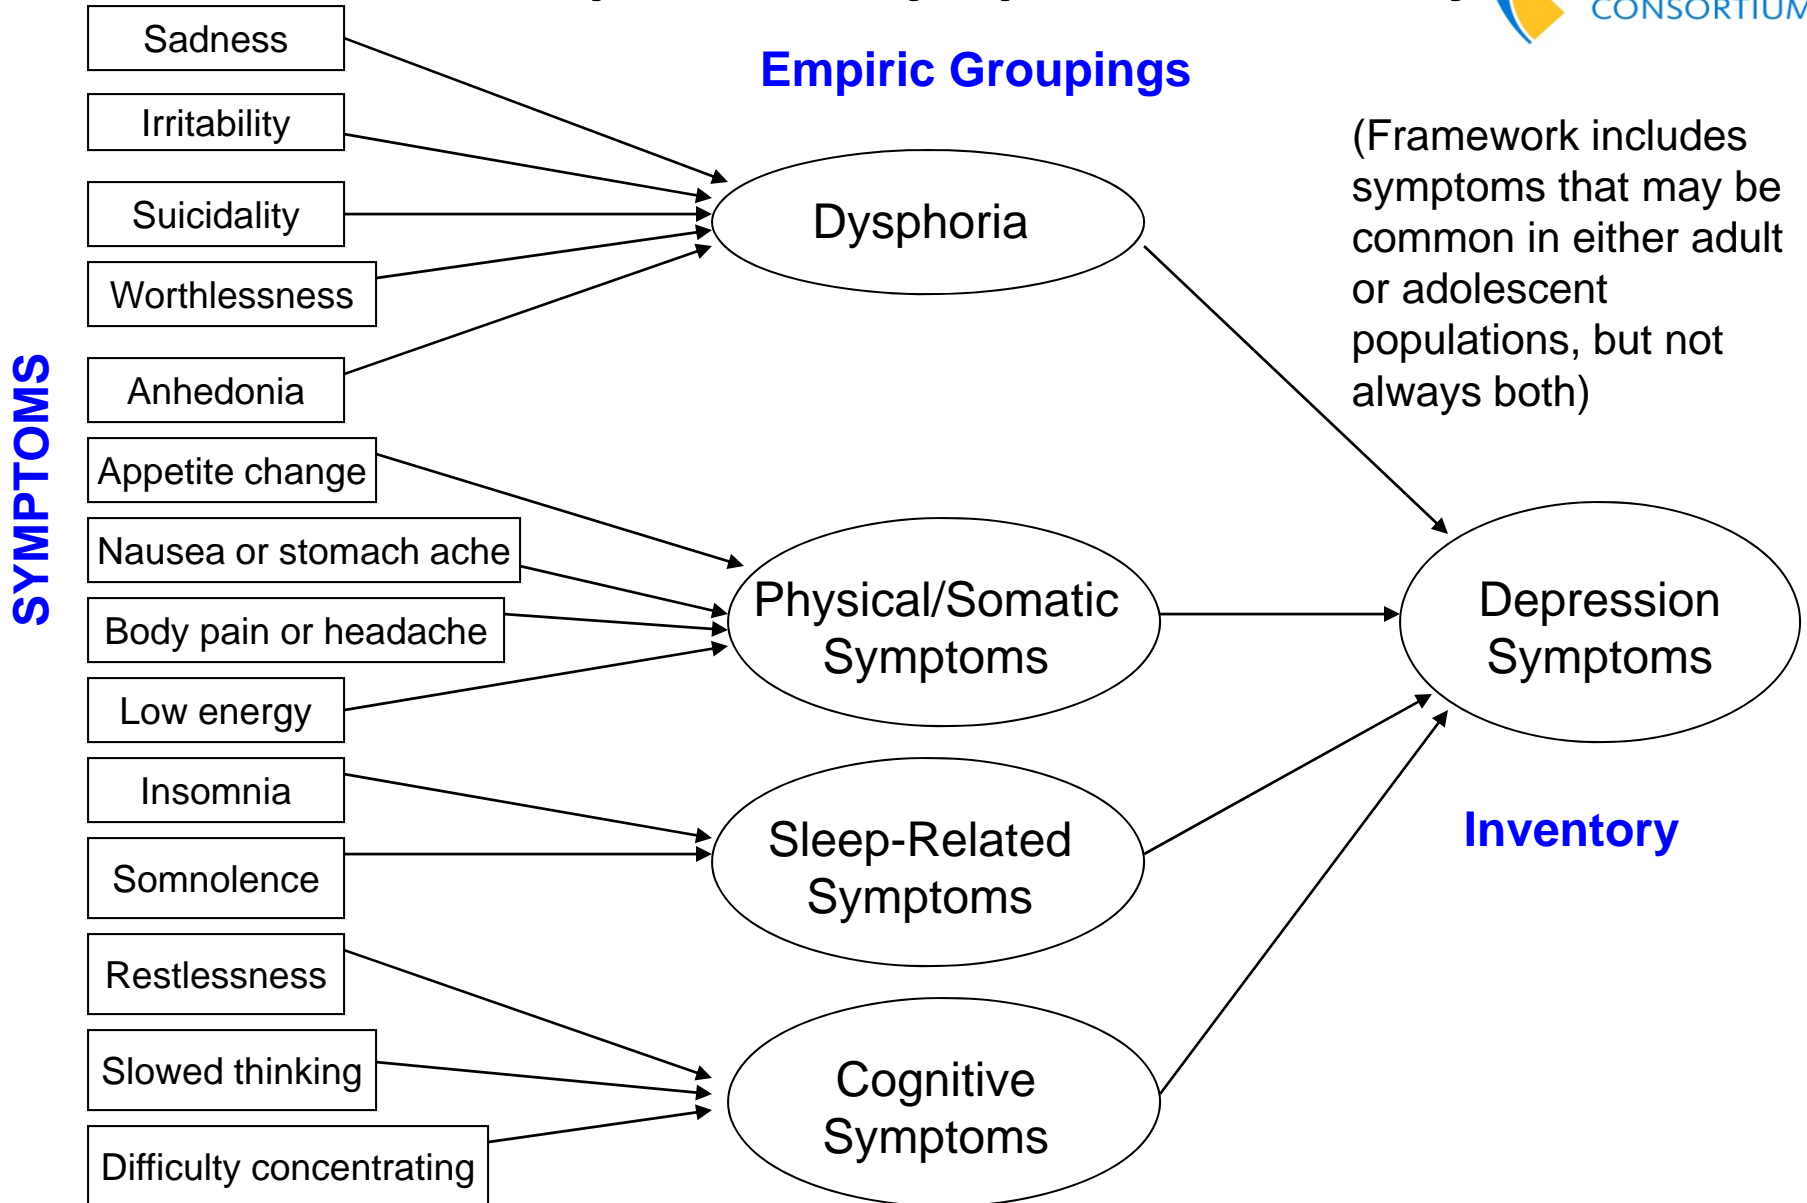 CONSORTIUM
Empiric Groupings
SYMPTOMS
Sadness
Irritability
Suicidality
Worthlessness
Anhedonia
Appetite change
Nausea or stomach ache
Body pain or headache
Low energy
Insomnia
Somnolence
Restlessness
Slowed thinking
Difficulty concentrating
Dysphoria
Physical/Somatic
Symptoms
Sleep-Related
Symptoms
Cognitive
Symptoms
(Framework includes
symptoms that may be
common in either adult
or adolescent
populations, but not
always both)
Depression
Symptoms
Inventory